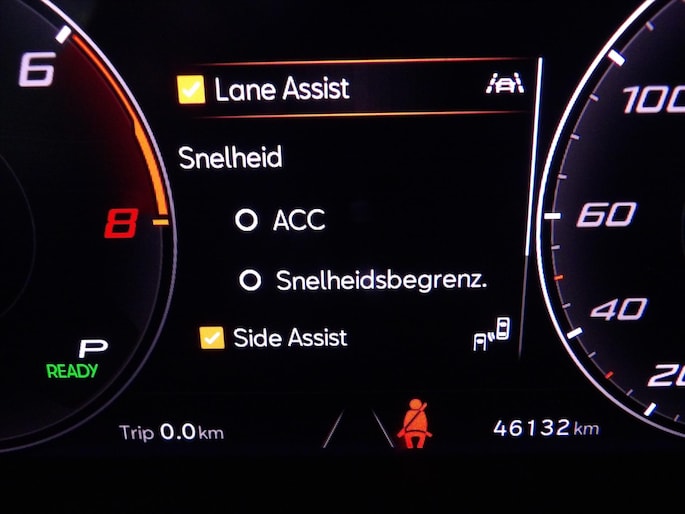 6
8
P
READY
Trip 0.0 km
Lane Assist
Snelheid
ACC
Snelheidsbegrenz.
Side Assist
46132 km
100
60
40
20